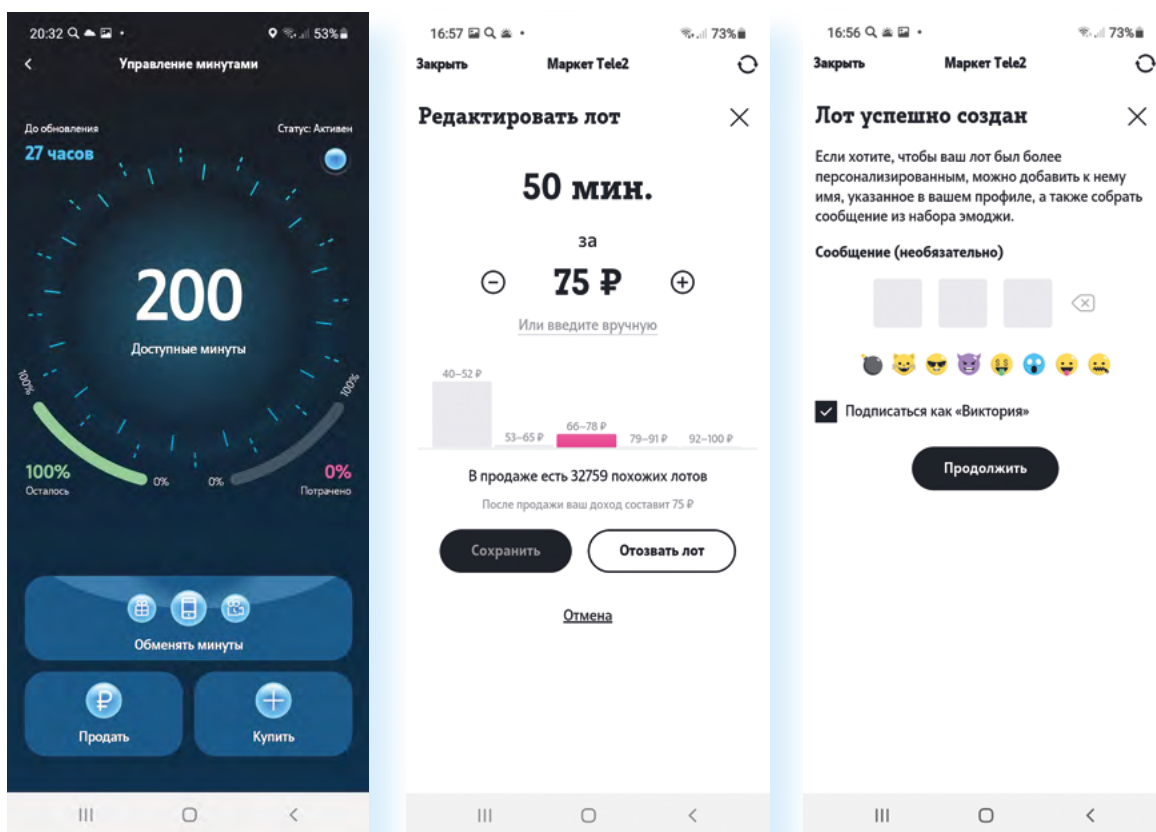 20:32
53%
Управление минутами
До обновления
27 часов
Статус: Активен
200
Доступные минуты
100%
100%
100%
Осталось
0%
0%
0%
Потрачено
Обменять минуты
Продать
Купить
16:57
73%
Закрыть
Маркет Tele2
Редактировать лот
50 мин.
за
75 ₽
Или введите вручную
40–52 ₽
53–65 ₽
66–78 ₽
79–91 ₽
92–100 ₽
В продаже есть 32759 похожих лотов
После продажи ваш доход составит 75 ₽
Сохранить
Отозвать лот
Отмена
16:56
73%
Закрыть
Маркет Tele2
Лот успешно создан
Если хотите, чтобы ваш лот был более
персонализированным, можно добавить к нему
имя, указанное в вашем профиле, а также собрать
сообщение из набора эмоджи.
Сообщение (необязательно)
Подписаться как «Виктория»
Продолжить